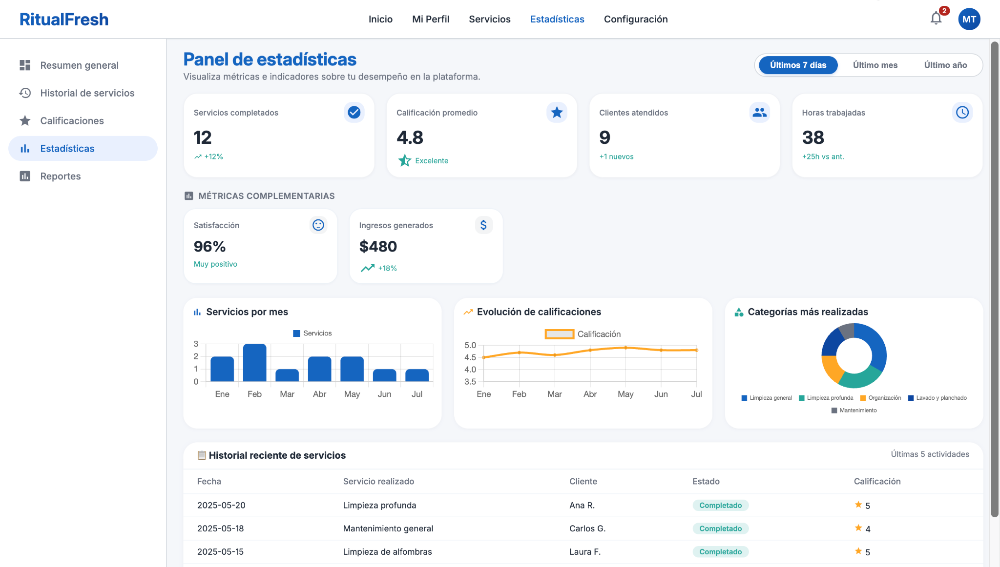 RitualFresh
Inicio
Mi Perfil
Servicios
Estadísticas
Configuración
2
MT
Resumen general
Historial de servicios
Calificaciones
Estadísticas
Reportes
Panel de estadísticas
Visualiza métricas e indicadores sobre tu desempeño en la plataforma.
Últimos 7 días
Último mes
Último año
Servicios completados
12
+12%
Calificación promedio
4.8
Excelente
Clientes atendidos
9
+1 nuevos
Horas trabajadas
38
+25h vs ant.
MÉTRICAS COMPLEMENTARIAS
Satisfacción
96%
Muy positivo
Ingresos generados
$480
+18%
Servicios por mes
Servicios
3
2
1
0
Ene Feb Mar Abr May Jun Jul
Evolución de calificaciones
Calificación
5.0
4.5
4.0
3.5
Ene Feb Mar Abr May Jun Jul
Categorías más realizadas
Limpieza general Limpieza profunda Organización Lavado y planchado
Mantenimiento
Historial reciente de servicios
Últimas 5 actividades
Fecha Servicio realizado Cliente Estado Calificación
2025-05-20 Limpieza profunda Ana R. Completado 5
2025-05-18 Mantenimiento general Carlos G. Completado 4
2025-05-15 Limpieza de alfombras Laura F. Completado 5